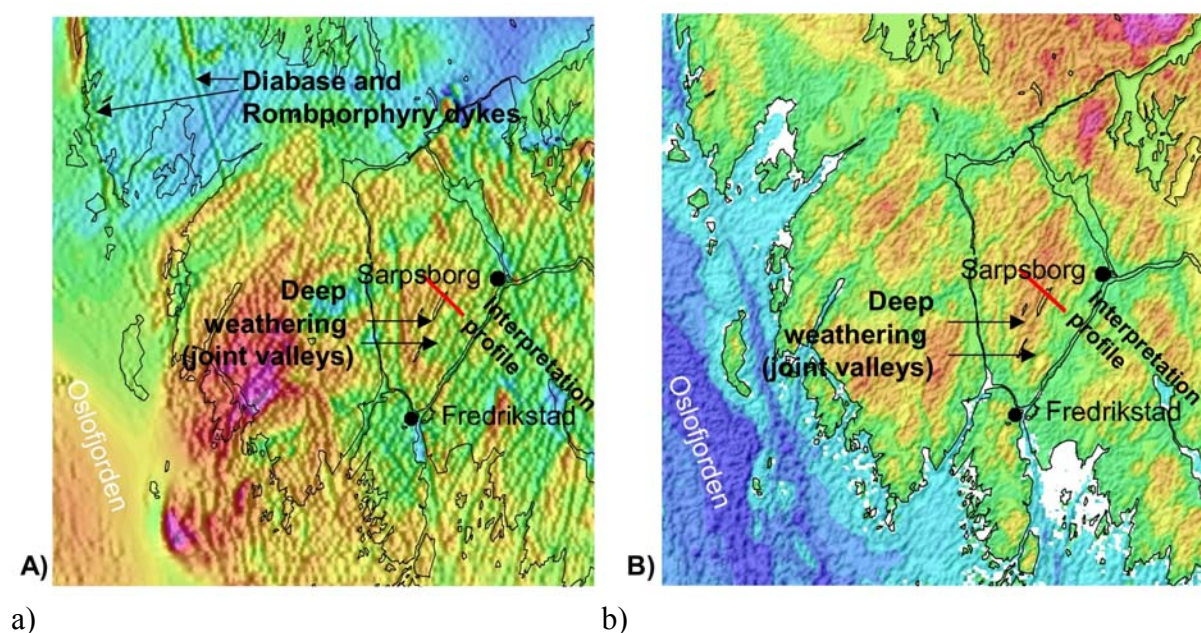 Diabase and
Rombporphyry dykes
Sarpsborg
Deep
weathering
(joint valleys)
Interpretation
profile
Fredrikstad
Oslofjorden
A)
Sarpsborg
Deep
weathering
(joint valleys)
Interpretation
profile
Fredrikstad
Oslofjorden
B)
a)
b)